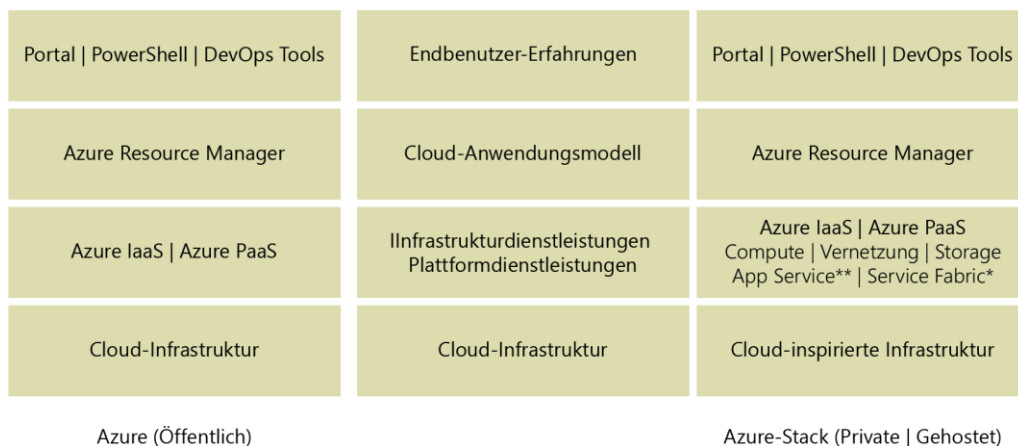 Portal | PowerShell | DevOps Tools
Endbenutzer-Erfahrungen
Portal | PowerShell | DevOps Tools
Azure Resource Manager
Cloud-Anwendungsmodell
Azure Resource Manager
Azure IaaS | Azure PaaS
IInfrastrukturdienstleistungen
Plattformdienstleistungen
Azure IaaS | Azure PaaS
Compute | Vernetzung | Storage
App Service** | Service Fabric*
Cloud-Infrastruktur
Cloud-Infrastruktur
Cloud-inspirierte Infrastruktur
Azure (Öffentlich)
Azure-Stack (Private | Gehostet)